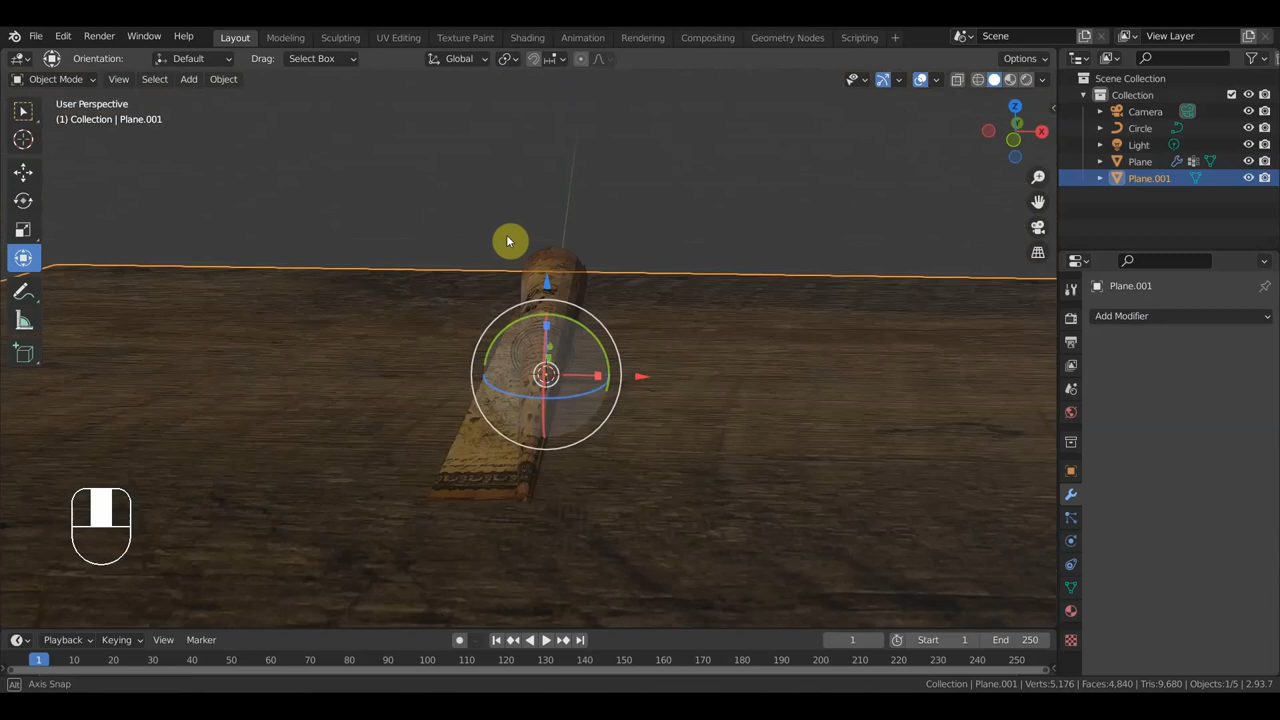 File Edit Render Window Help Layout Modeling Sculpting UV Editing Texture Paint Shading Animation Rendering Compositing Geometry Nodes Scripting + Scene View Layer
Orientation: Default Drag: Select Box Global Options
Object Mode View Select Add Object
Scene Collection
Collection
Camera
Circle
Light
Plane
Plane.001
User Perspective
(1) Collection | Plane.001
Z
Y
X
Plane.001
Add Modifier
Playback Keying View Marker 1 Start 1 End 250
1 10 20 30 40 50 60 70 80 90 100 110 120 130 140 150 160 170 180 190 200 210 220 230 240 250
Alt Axis Snap Collection | Plane.001 | Verts:5,176 | Faces:4,840 | Tris:9,680 | Objects:1/5 | 2.93.7